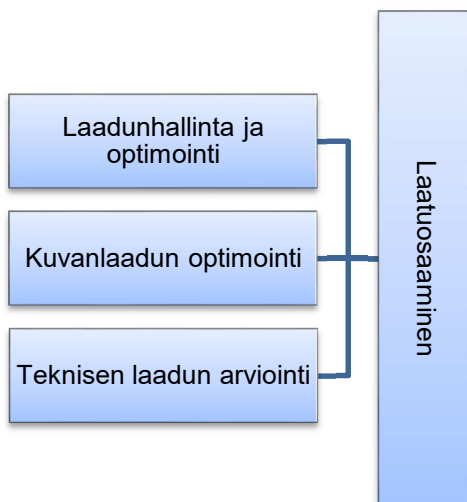 Laadunhallinta ja
optimointi
Kuvanlaadun optimointi
Teknisen laadun arviointi
Laatuosaaminen